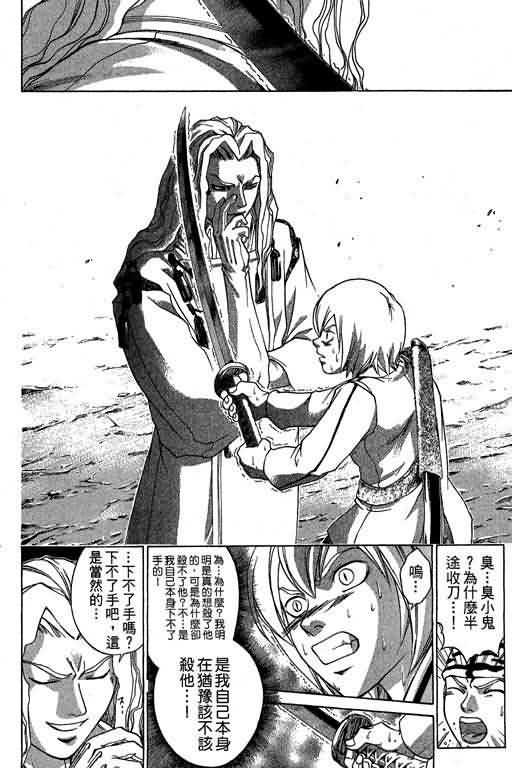 臭…臭小鬼
?為什麼半
途收刀…!
嗚…
為…為什麼?我明
明是真的想殺了他
的,可是為什麼卻
殺不了他?不…是
我自己本身下不了
手的!
是我自己本身
在猶豫該不該
殺他…!
…下不了手嗎?
下不了手吧,這
是當然的…